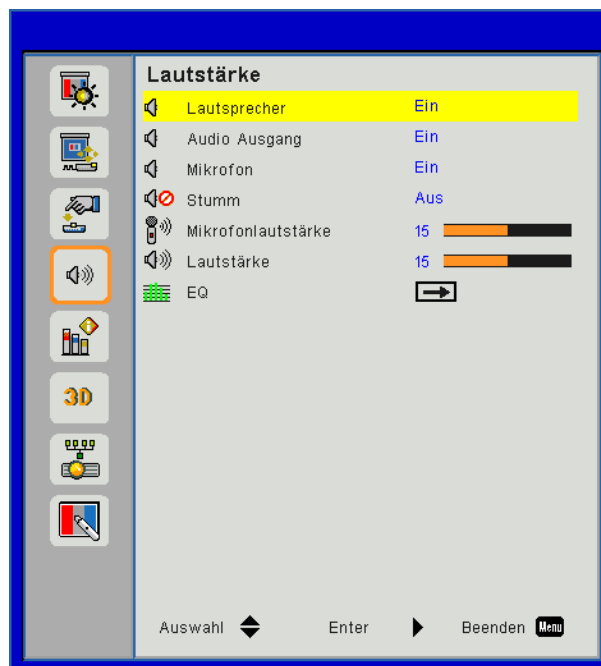 Lautstärke
Lautsprecher Ein
Audio Ausgang Ein
Mikrofon Ein
Stumm Aus
Mikrofonlautstärke 15
Lautstärke 15
EQ
3D
Auswahl Enter Beenden Menu